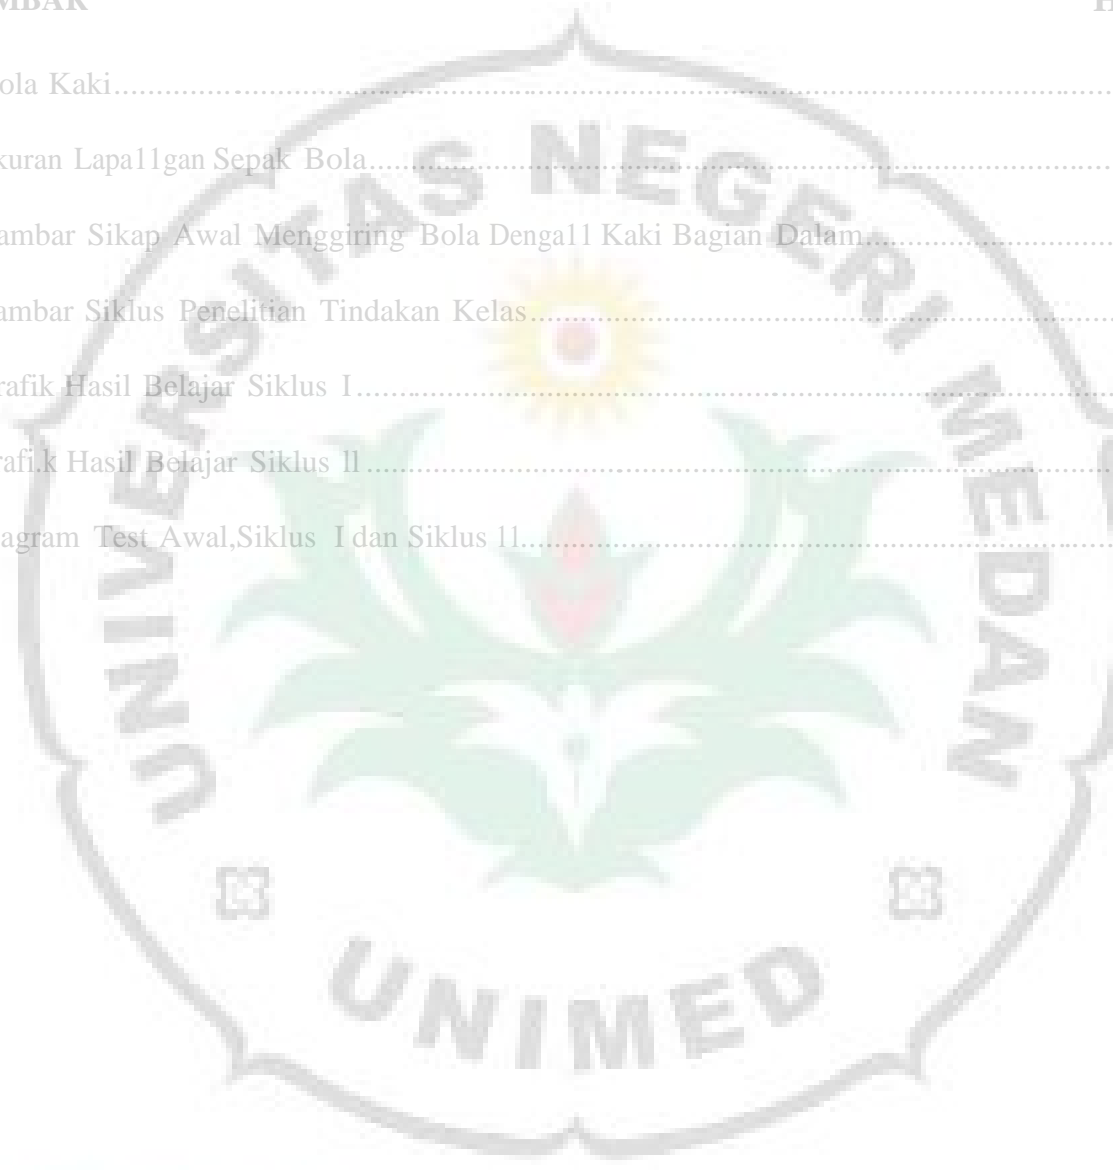 MBAR H
ola Kaki........................................................................................................................
kuran Lapa11gan Sepak Bola.........................................................................................
ambar Sikap Awal Menggiring Bola Denga11 Kaki Bagian Dalam..............................
ambar Siklus Penelitian Tindakan Kelas......................................................................
rafik Hasil Belajar Siklus I..........................................................................................
rafi.k Hasil Belajar Siklus ll.........................................................................................
agram Test Awal,Siklus I dan Siklus 1l.......................................................................
UNIVERSITAS NEGERI MEDAN
UNIMED